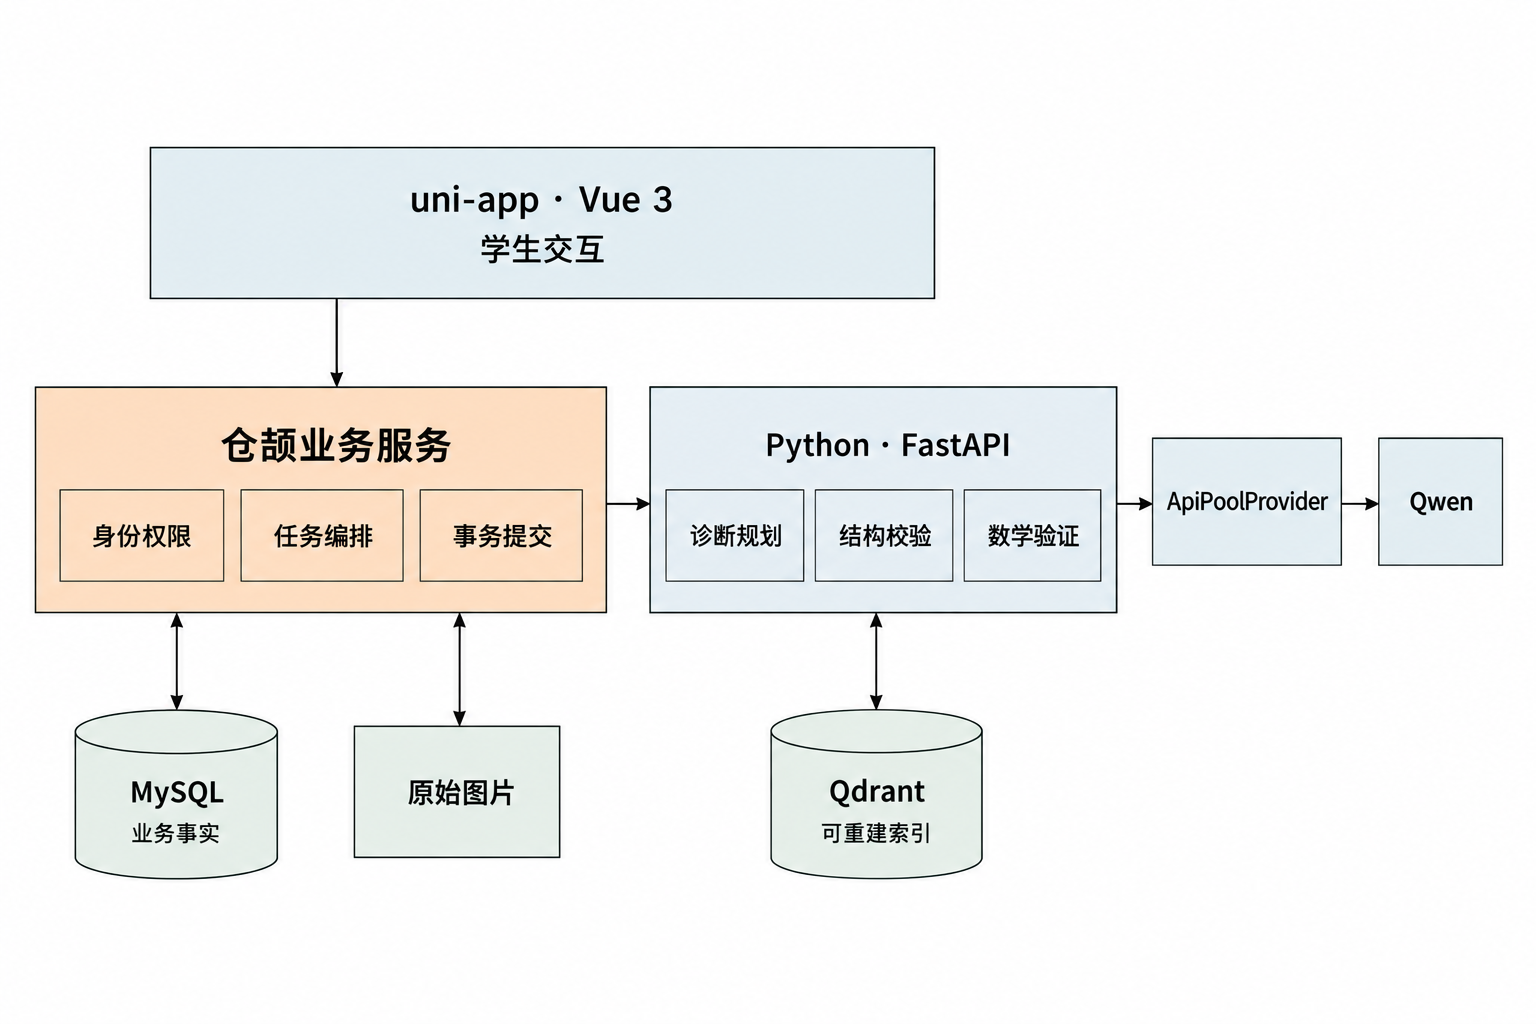 uni-app · Vue 3
学生交互
仓颉业务服务
身份权限
任务编排
事务提交
Python · FastAPI
诊断规划
结构校验
数学验证
ApiPoolProvider
Qwen
MySQL
业务事实
原始图片
Qdrant
可重建索引